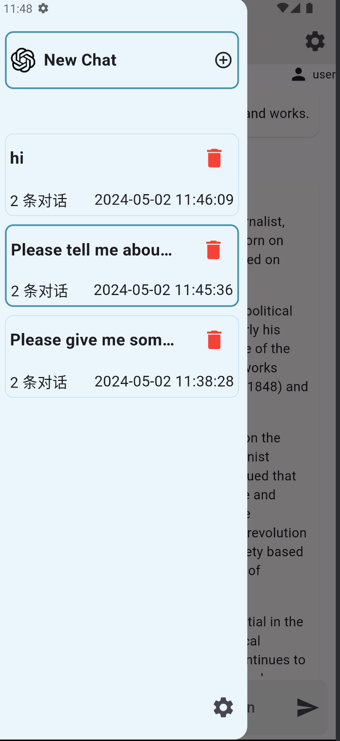 11:48
New Chat
user
and works.
hi
2 条对话 2024-05-02 11:46:09
Please tell me abou...
2 条对话 2024-05-02 11:45:36
Please give me som...
2 条对话 2024-05-02 11:38:28
nalist,
orn on
ed on
political
rly his
e of the
works
1848) and
on the
nist
ued that
e and
e
revolution
ety based
of
tial in the
cal
ntinues to
n